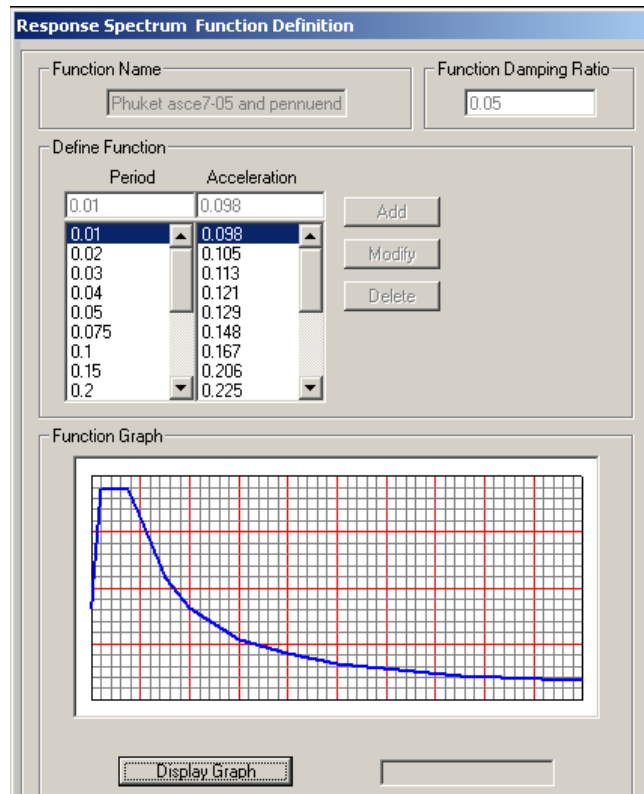 Response Spectrum Function Definition
Function Name
Function Damping Ratio
Phuket asce7-05 and pennuend
0.05
Define Function
Period Acceleration
0.01 0.098
Add
0.01 0.098
0.02 0.105
Modify
0.03 0.113
0.04 0.121
Delete
0.05 0.129
0.075 0.148
0.1 0.167
0.15 0.206
0.2 0.225
Function Graph
Display Graph